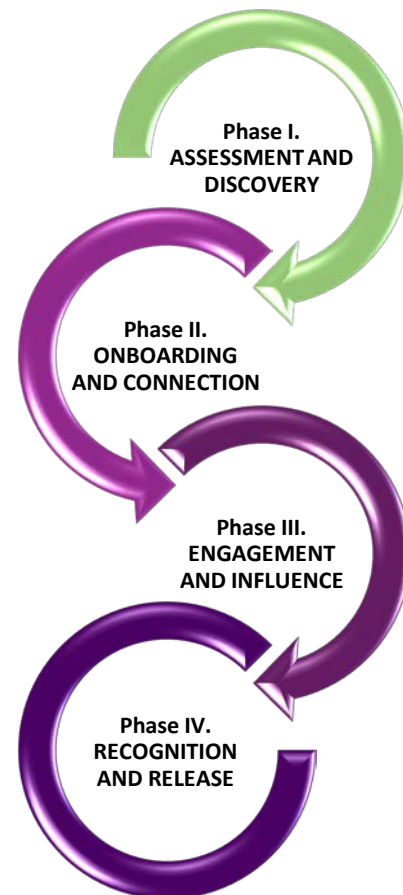 Phase I.
ASSESSMENT AND
DISCOVERY
Phase II.
ONBOARDING
AND CONNECTION
Phase III.
ENGAGEMENT
AND INFLUENCE
Phase IV.
RECOGNITION
AND RELEASE